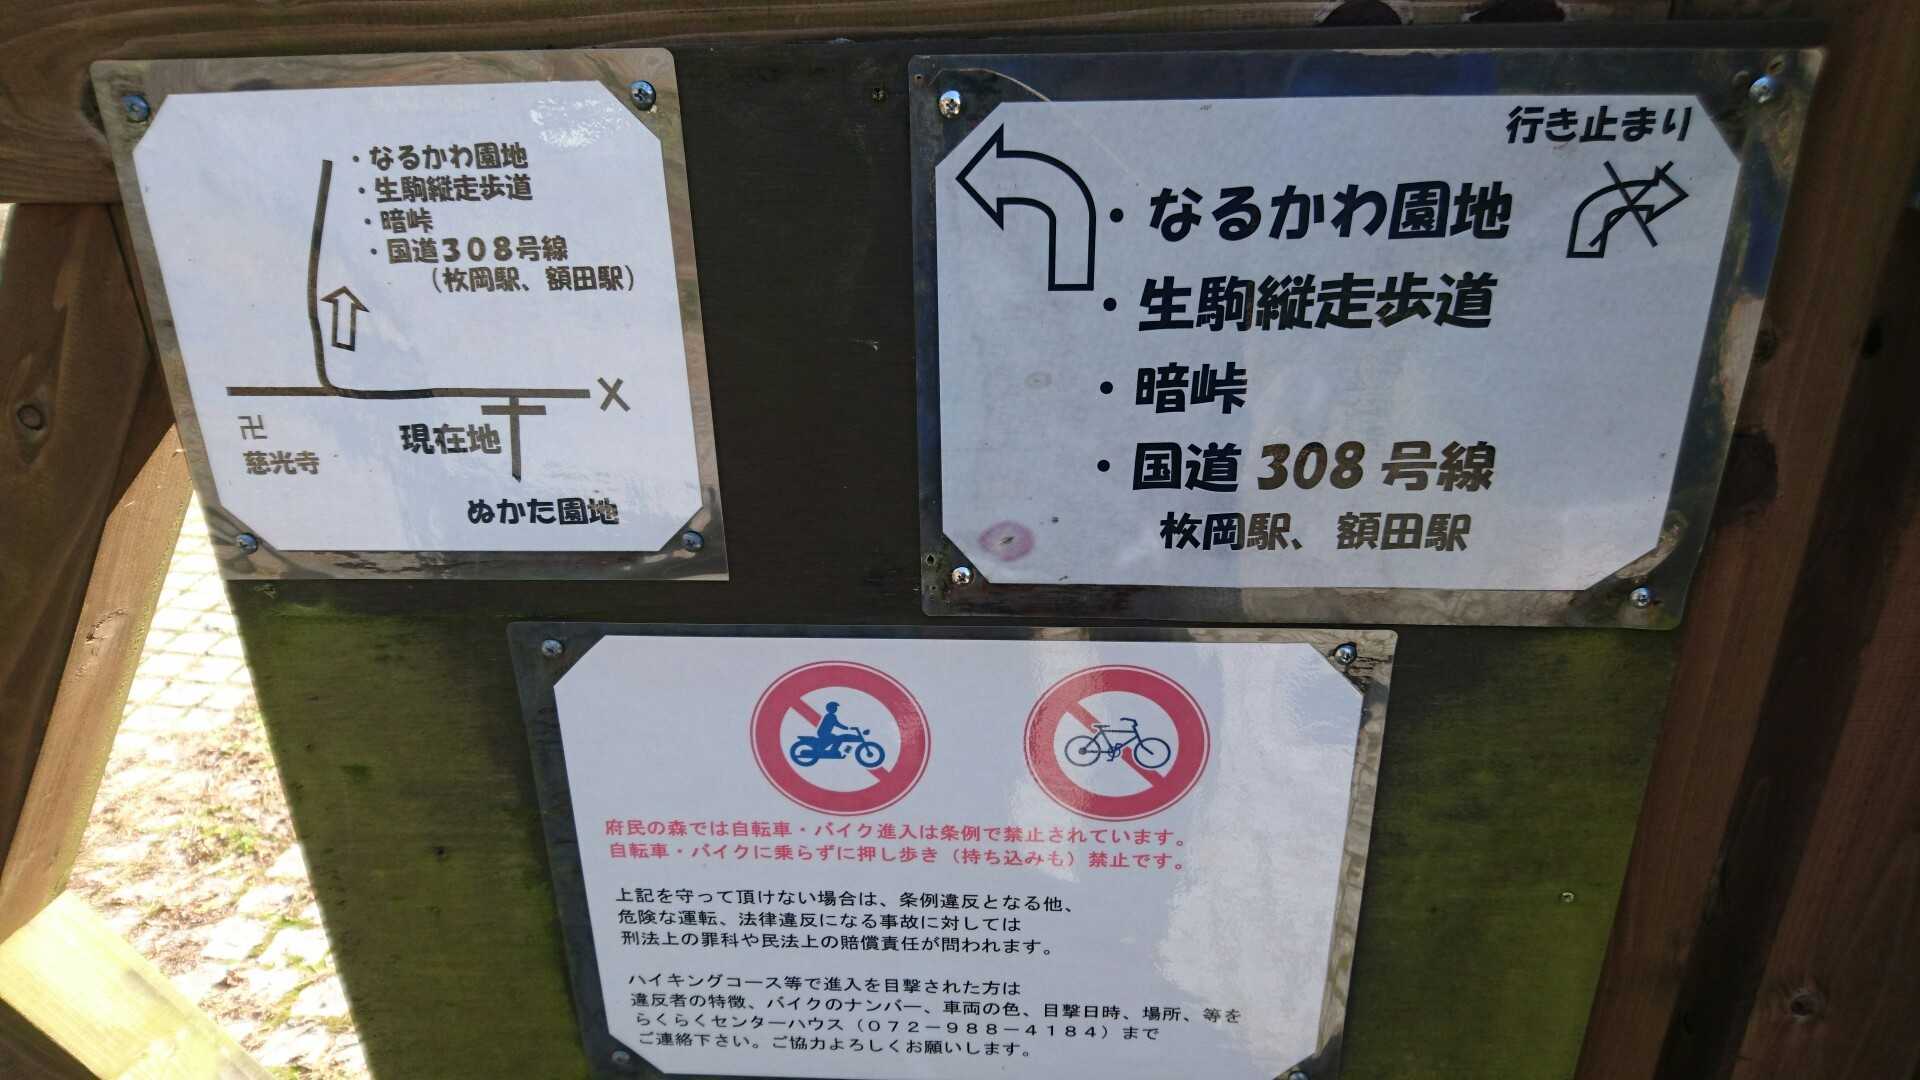 ・なるかわ園地
・生駒縦走歩道
・暗峠
・国道308号線
（枚岡駅、額田駅）
X
卍
慈光寺
現在地
ぬかた園地
行き止まり
・なるかわ園地
・生駒縦走歩道
・暗峠
・国道308号線
枚岡駅、額田駅
府民の森では自転車・バイク進入は条例で禁止されています。
自転車・バイクに乗らずに押し歩き（持ち込みも）禁止です。
上記を守って頂けない場合は、条例違反となる他、
危険な運転、法律違反になる事故に対しては
刑法上の罪科や民法上の賠償責任が問われます。
ハイキングコース等で進入を目撃された方は
違反者の特徴、バイクのナンバー、車両の色、目撃日時、場所、等を
らくらくセンターハウス（072－988－4184）まで
ご連絡下さい。ご協力よろしくお願いします。